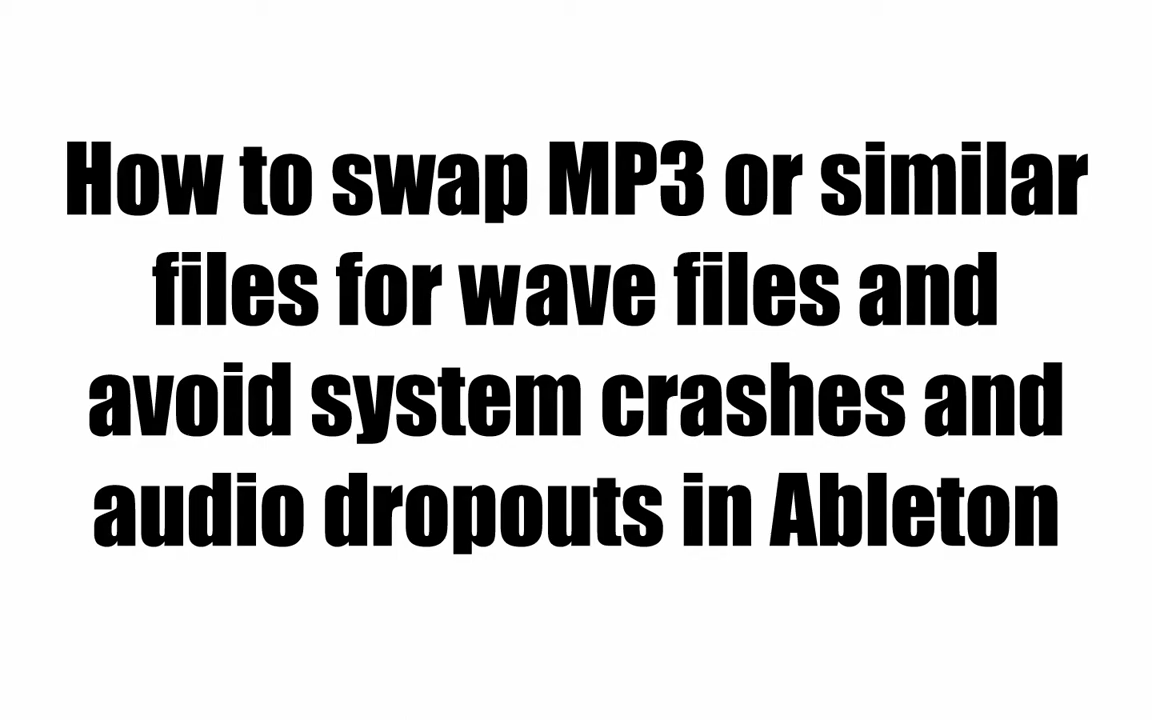 How to swap MP3 or similar
files for wave files and
avoid system crashes and
audio dropouts in Ableton